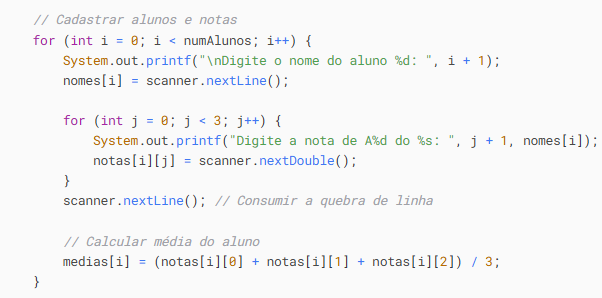 // Cadastrar alunos e notas
for (int i = 0; i < numAlunos; i++) {
    System.out.printf("\nDigite o nome do aluno %d: ", i + 1);
    nomes[i] = scanner.nextLine();

    for (int j = 0; j < 3; j++) {
        System.out.printf("Digite a nota de A%d do %s: ", j + 1, nomes[i]);
        notas[i][j] = scanner.nextDouble();
    }
    scanner.nextLine(); // Consumir a quebra de linha

    // Calcular média do aluno
    medias[i] = (notas[i][0] + notas[i][1] + notas[i][2]) / 3;
}